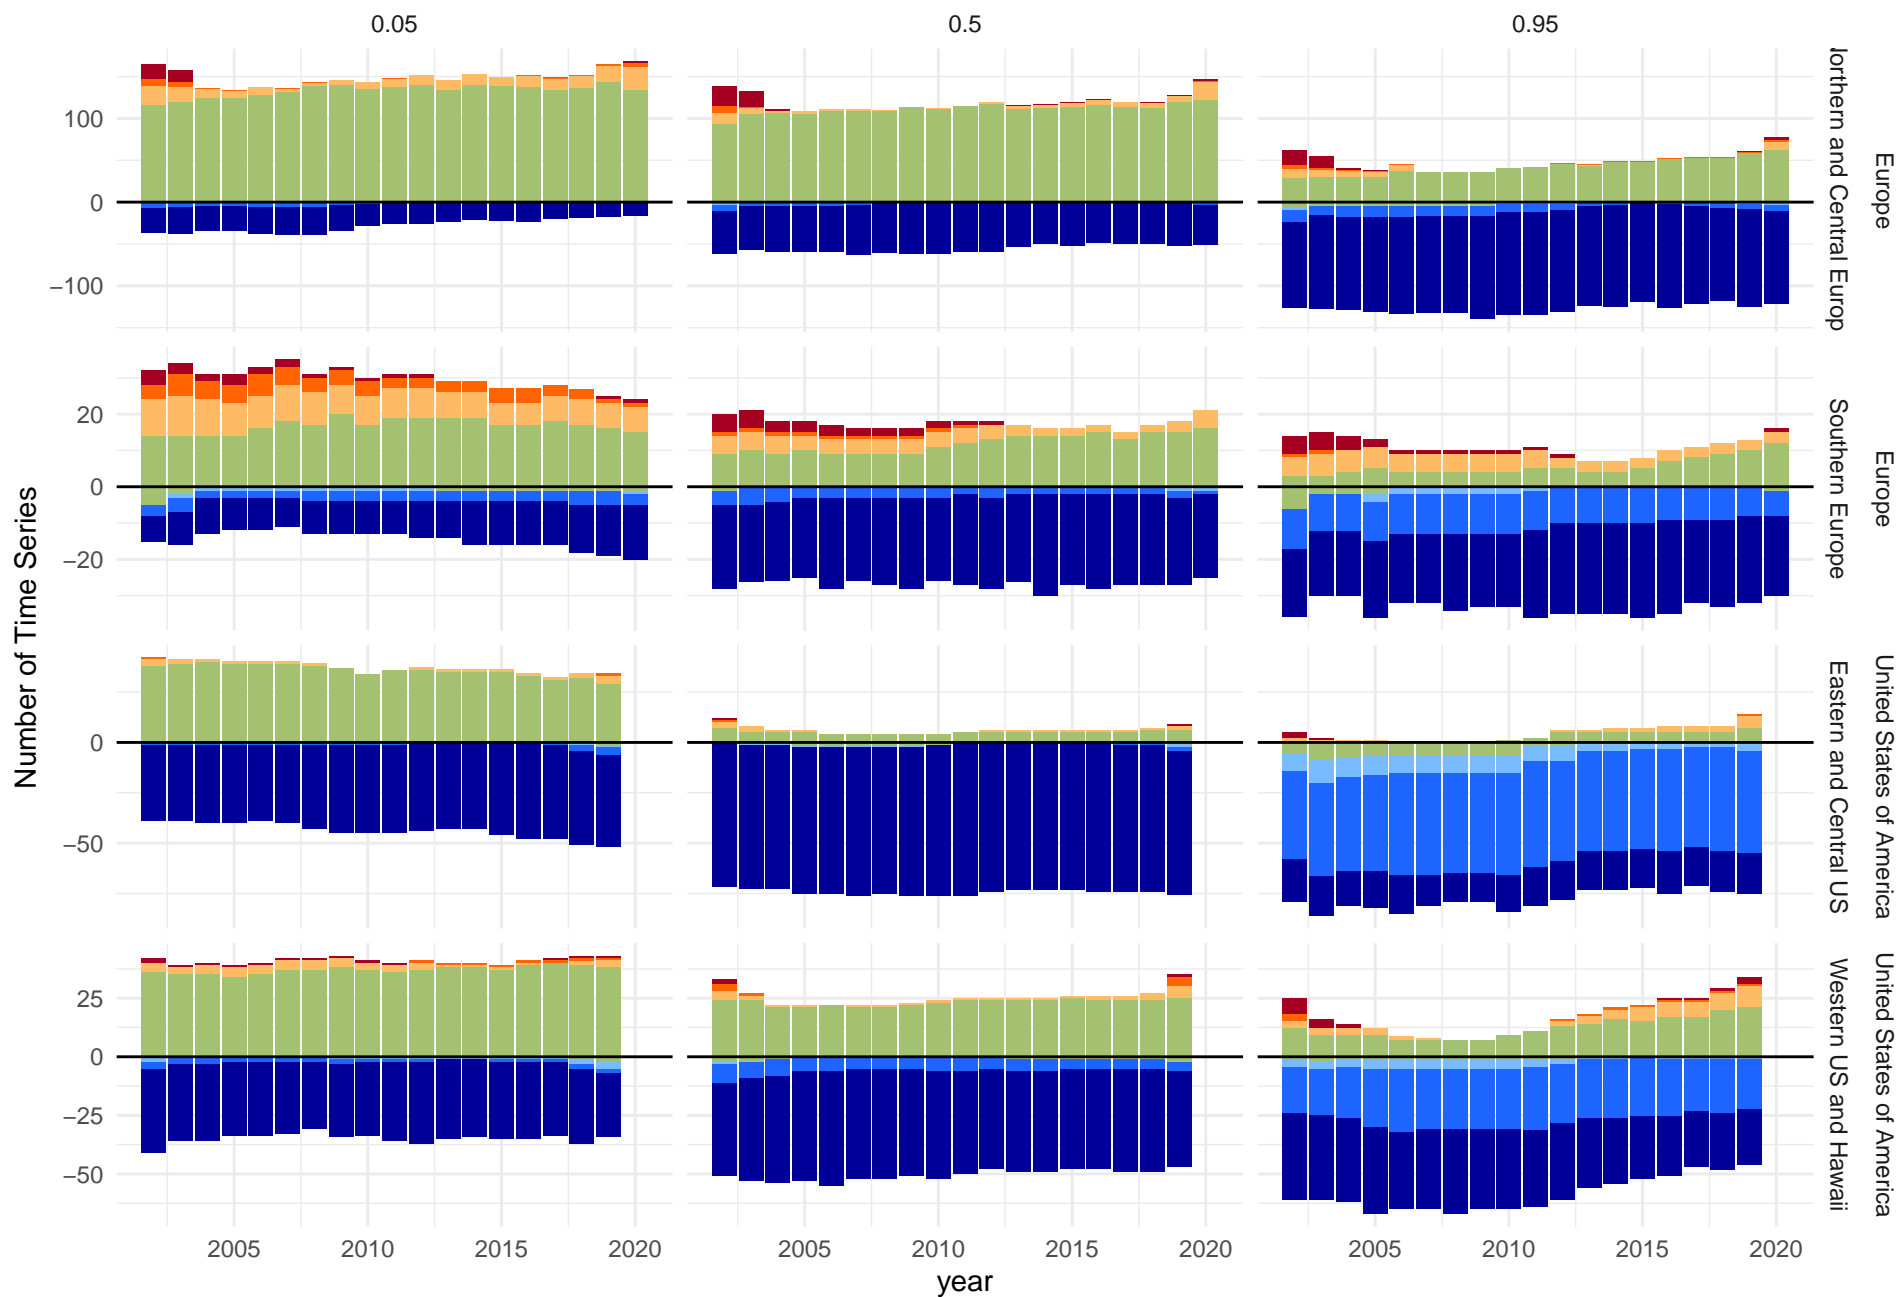 0.05 0.5 0.95
Number of Time Series
100
0
−100
and Central
Europe
20
0
−20
Southern Europe
Europe
0
−50
Eastern and Central US
United States of America
25
0
−25
−50
Western US and Hawaii
United States of America
2005 2010 2015 2020 2005 2010 2015 2020 2005 2010 2015 2020
year